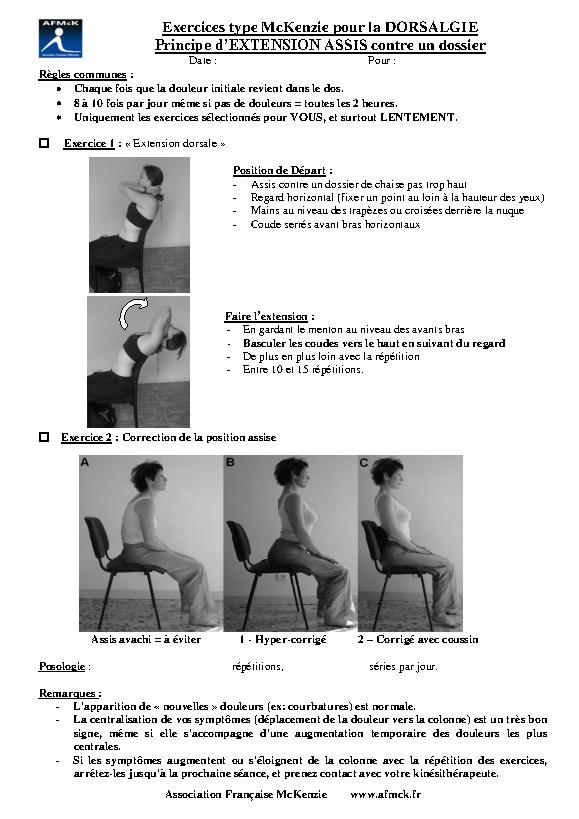 AFMcK
Association Française McKenzie
Exercices type McKenzie pour la DORSALGIE
Principe d'EXTENSION ASSIS contre un dossier
Date : Pour :
Règles communes :
• Chaque fois que la douleur initiale revient dans le dos.
• 8 à 10 fois par jour même si pas de douleurs = toutes les 2 heures.
• Uniquement les exercices sélectionnés pour VOUS, et surtout LENTEMENT.
Exercice 1 : « Extension dorsale »
Position de Départ :
- Assis contre un dossier de chaise pas trop haut
- Regard horizontal (fixer un point au loin à la hauteur des yeux)
- Mains au niveau des trapèzes ou croisées derrière la nuque
- Coude serrés avant bras horizontaux
Faire l'extension :
- En gardant le menton au niveau des avants bras
- Basculer les coudes vers le haut en suivant du regard
- De plus en plus loin avec la répétition
- Entre 10 et 15 répétitions.
Exercice 2 : Correction de la position assise
A B C
Assis avachi = à éviter 1 - Hyper-corrigé 2 – Corrigé avec coussin
Posologie : répétitions, séries par jour.
Remarques :
- L'apparition de « nouvelles » douleurs (ex: courbatures) est normale.
- La centralisation de vos symptômes (déplacement de la douleur vers la colonne) est un très bon
signe, même si elle s'accompagne d'une augmentation temporaire des douleurs les plus
centrales.
- Si les symptômes augmentent ou s'éloignent de la colonne avec la répétition des exercices,
arrêtez-les jusqu'à la prochaine séance, et prenez contact avec votre kinésithérapeute.
Association Française McKenzie www.afmck.fr